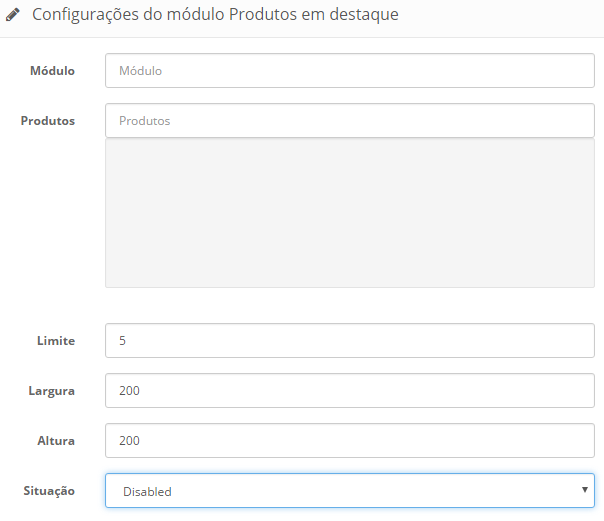 Configurações do módulo Produtos em destaque
Módulo Módulo
Produtos Produtos
Limite 5
Largura 200
Altura 200
Situação Disabled